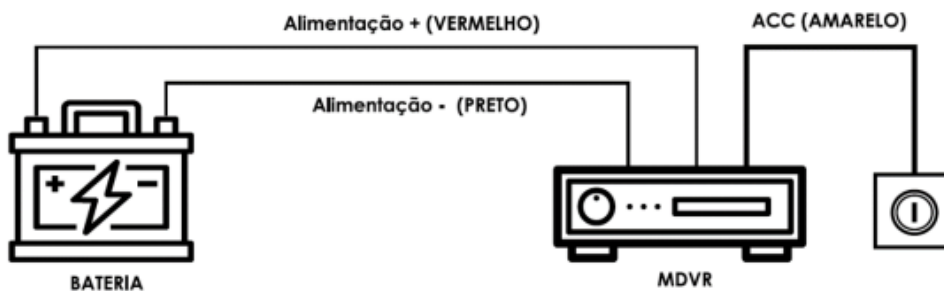 Alimentação + (VERMELHO)
ACC (AMARELO)
Alimentação - (PRETO)
+ -
BATERIA
MDVR